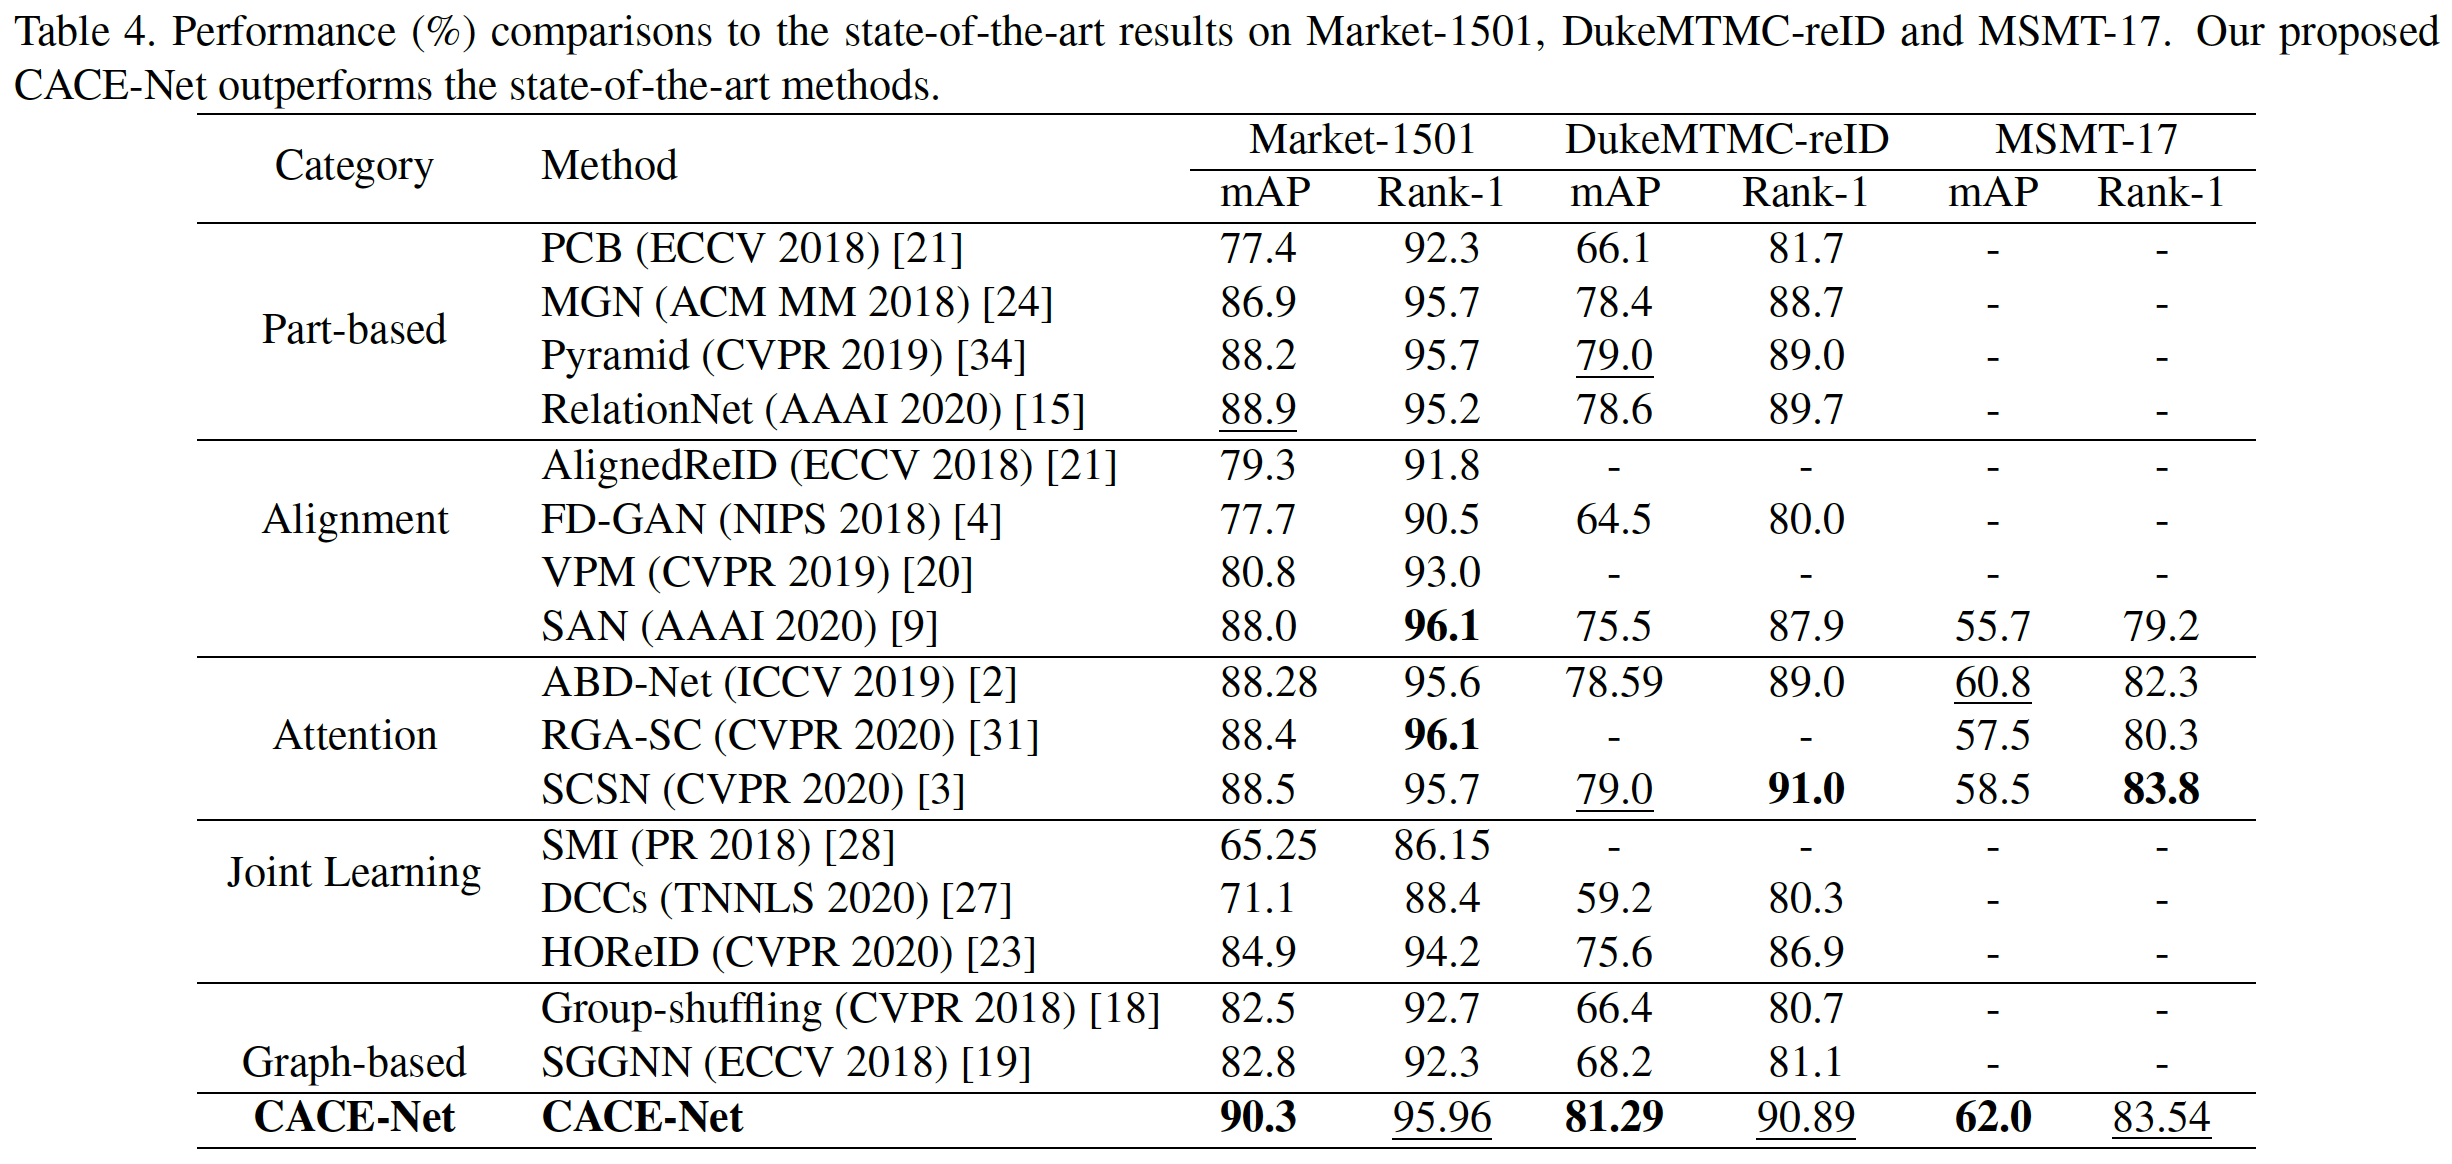 Table 4. Performance (%) comparisons to the state-of-the-art results on Market-1501, DukeMTMC-reID and MSMT-17. Our proposed
CACE-Net outperforms the state-of-the-art methods.
Category Method Market-1501 DukeMTMC-reID MSMT-17
mAP Rank-1 mAP Rank-1 mAP Rank-1
Part-based
PCB (ECCV 2018) [21] 77.4 92.3 66.1 81.7 - -
MGN (ACM MM 2018) [24] 86.9 95.7 78.4 88.7 - -
Pyramid (CVPR 2019) [34] 88.2 95.7 79.0 89.0 - -
RelationNet (AAAI 2020) [15] 88.9 95.2 78.6 89.7 - -
Alignment
AlignedReID (ECCV 2018) [21] 79.3 91.8 - - - -
FD-GAN (NIPS 2018) [4] 77.7 90.5 64.5 80.0 - -
VPM (CVPR 2019) [20] 80.8 93.0 - - - -
SAN (AAAI 2020) [9] 88.0 96.1 75.5 87.9 55.7 79.2
Attention
ABD-Net (ICCV 2019) [2] 88.28 95.6 78.59 89.0 60.8 82.3
RGA-SC (CVPR 2020) [31] 88.4 96.1 - - 57.5 80.3
SCSN (CVPR 2020) [3] 88.5 95.7 79.0 91.0 58.5 83.8
Joint Learning
SMI (PR 2018) [28] 65.25 86.15 - - - -
DCCs (TNNLS 2020) [27] 71.1 88.4 59.2 80.3 - -
HOReID (CVPR 2020) [23] 84.9 94.2 75.6 86.9 - -
Graph-based
Group-shuffling (CVPR 2018) [18] 82.5 92.7 66.4 80.7 - -
SGGNN (ECCV 2018) [19] 82.8 92.3 68.2 81.1 - -
CACE-Net CACE-Net 90.3 95.96 81.29 90.89 62.0 83.54